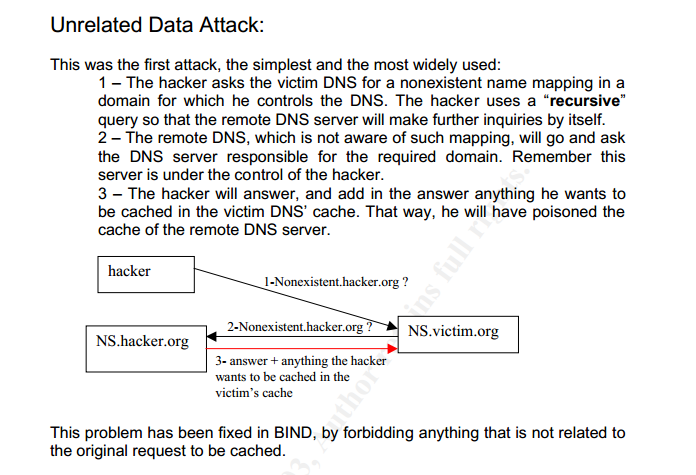 Unrelated Data Attack:
This was the first attack, the simplest and the most widely used:
1 – The hacker asks the victim DNS for a nonexistent name mapping in a
domain for which he controls the DNS. The hacker uses a “recursive”
query so that the remote DNS server will make further inquiries by itself.
2 – The remote DNS, which is not aware of such mapping, will go and ask
the DNS server responsible for the required domain. Remember this
server is under the control of the hacker.
3 – The hacker will answer, and add in the answer anything he wants to
be cached in the victim DNS’ cache. That way, he will have poisoned the
cache of the remote DNS server.
hacker
1-Nonexistent.hacker.org ?
2-Nonexistent.hacker.org ?
NS.victim.org
NS.hacker.org
3- answer + anything the hacker
wants to be cached in the
victim’s cache
This problem has been fixed in BIND, by forbidding anything that is not related to
the original request to be cached.
03, Author ins full rights.